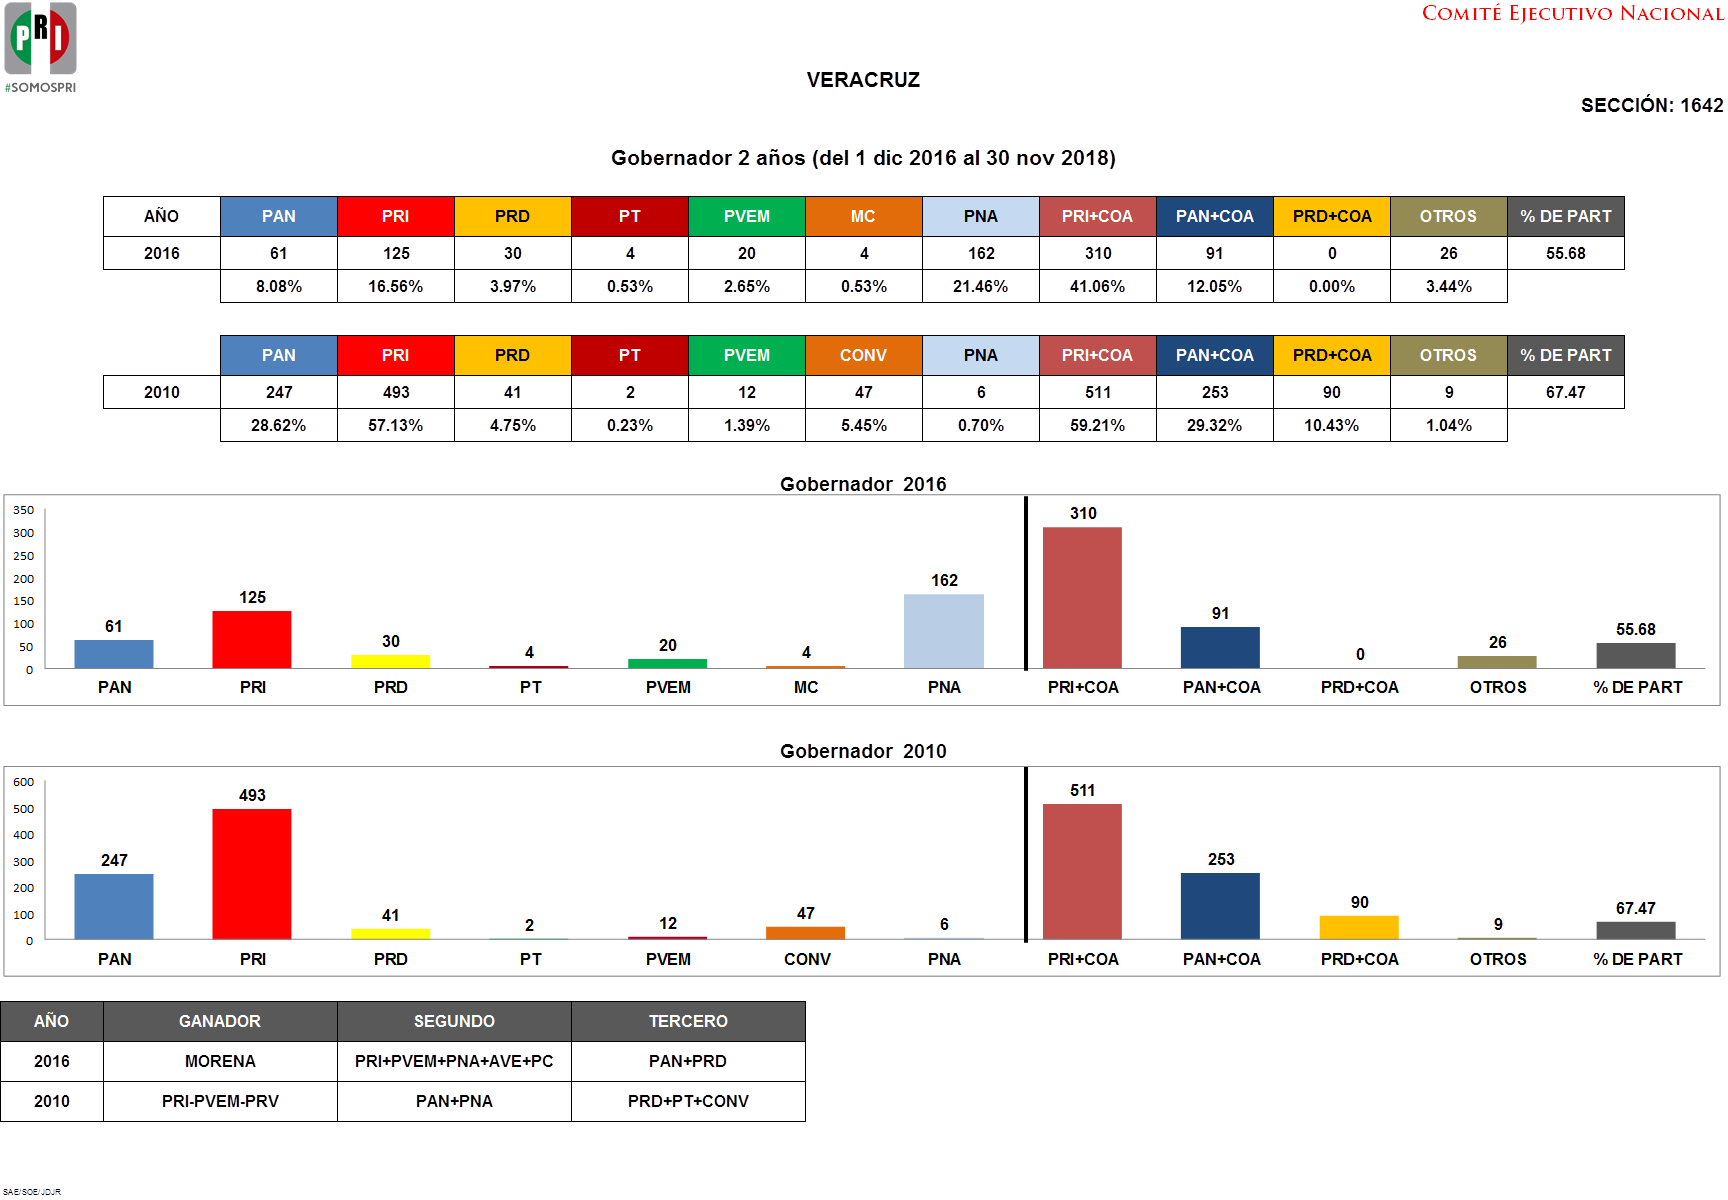 PRI
#SOMOSPRI
COMITÉ EJECUTIVO NACIONAL
VERACRUZ
SECCIÓN: 1642
Gobernador 2 años (del 1 dic 2016 al 30 nov 2018)
AÑO PAN PRI PRD PT PVEM MC PNA PRI+COA PAN+COA PRD+COA OTROS % DE PART
2016 61 125 30 4 20 4 162 310 91 0 26 55.68
8.08% 16.56% 3.97% 0.53% 2.65% 0.53% 21.46% 41.06% 12.05% 0.00% 3.44%
PAN PRI PRD PT PVEM CONV PNA PRI+COA PAN+COA PRD+COA OTROS % DE PART
2010 247 493 41 2 12 47 6 511 253 90 9 67.47
28.62% 57.13% 4.75% 0.23% 1.39% 5.45% 0.70% 59.21% 29.32% 10.43% 1.04%
Gobernador 2016
350
300
250
200
150
100
50
0
61 125 30 4 20 4 162 310 91 0 26 55.68
PAN PRI PRD PT PVEM MC PNA PRI+COA PAN+COA PRD+COA OTROS % DE PART
Gobernador 2010
600
500
400
300
200
100
0
247 493 41 2 12 47 6 511 253 90 9 67.47
PAN PRI PRD PT PVEM CONV PNA PRI+COA PAN+COA PRD+COA OTROS % DE PART
AÑO GANADOR SEGUNDO TERCERO
2016 MORENA PRI+PVEM+PNA+AVE+PC PAN+PRD
2010 PRI-PVEM-PRV PAN+PNA PRD+PT+CONV
SAE/SOE/JDJR